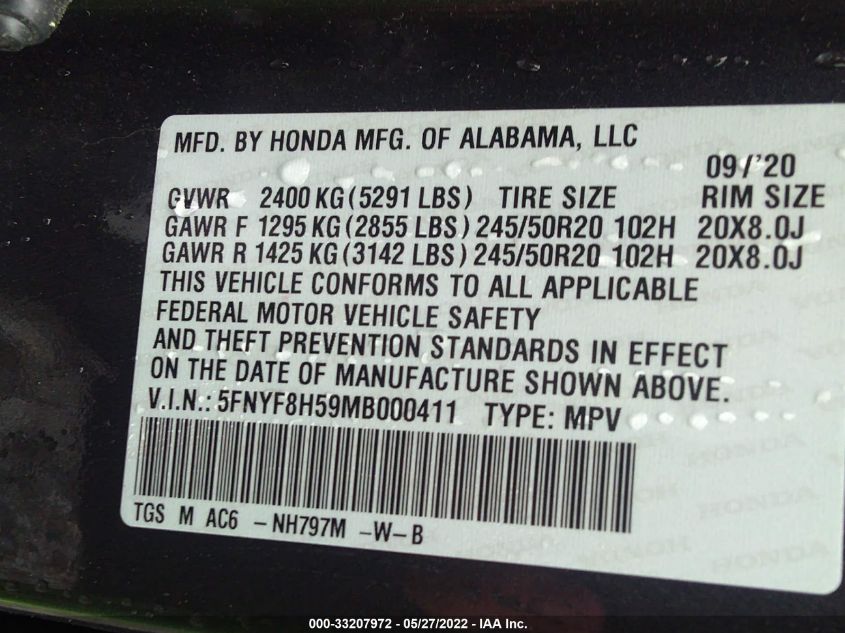 MFD. BY HONDA MFG. OF ALABAMA, LLC
09/'20
GVWR 2400 KG (5291 LBS) TIRE SIZE RIM SIZE
GAWR F 1295 KG (2855 LBS) 245/50R20 102H 20X8.0J
GAWR R 1425 KG (3142 LBS) 245/50R20 102H 20X8.0J
THIS VEHICLE CONFORMS TO ALL APPLICABLE
FEDERAL MOTOR VEHICLE SAFETY
AND THEFT PREVENTION STANDARDS IN EFFECT
ON THE DATE OF MANUFACTURE SHOWN ABOVE.
V.I.N.: 5FNYF8H59MB000411 TYPE: MPV
TGS M AC6 -NH797M -W-B
000-33207972 - 05/27/2022 - IAA Inc.